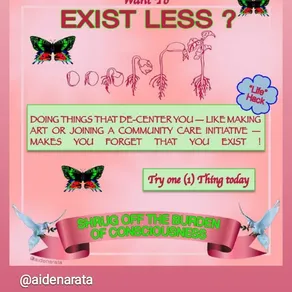 Want To
EXIST LESS ?
"Life"
Hack
DOING THINGS THAT DE-CENTER YOU — LIKE MAKING
ART OR JOINING A COMMUNITY CARE INITIATIVE —
MAKES YOU FORGET THAT YOU EXIST !
Try one (1) Thing today
SHRUG OFF THE BURDEN
OF CONSCIOUSNESS
@aidenarata
@aidenarata